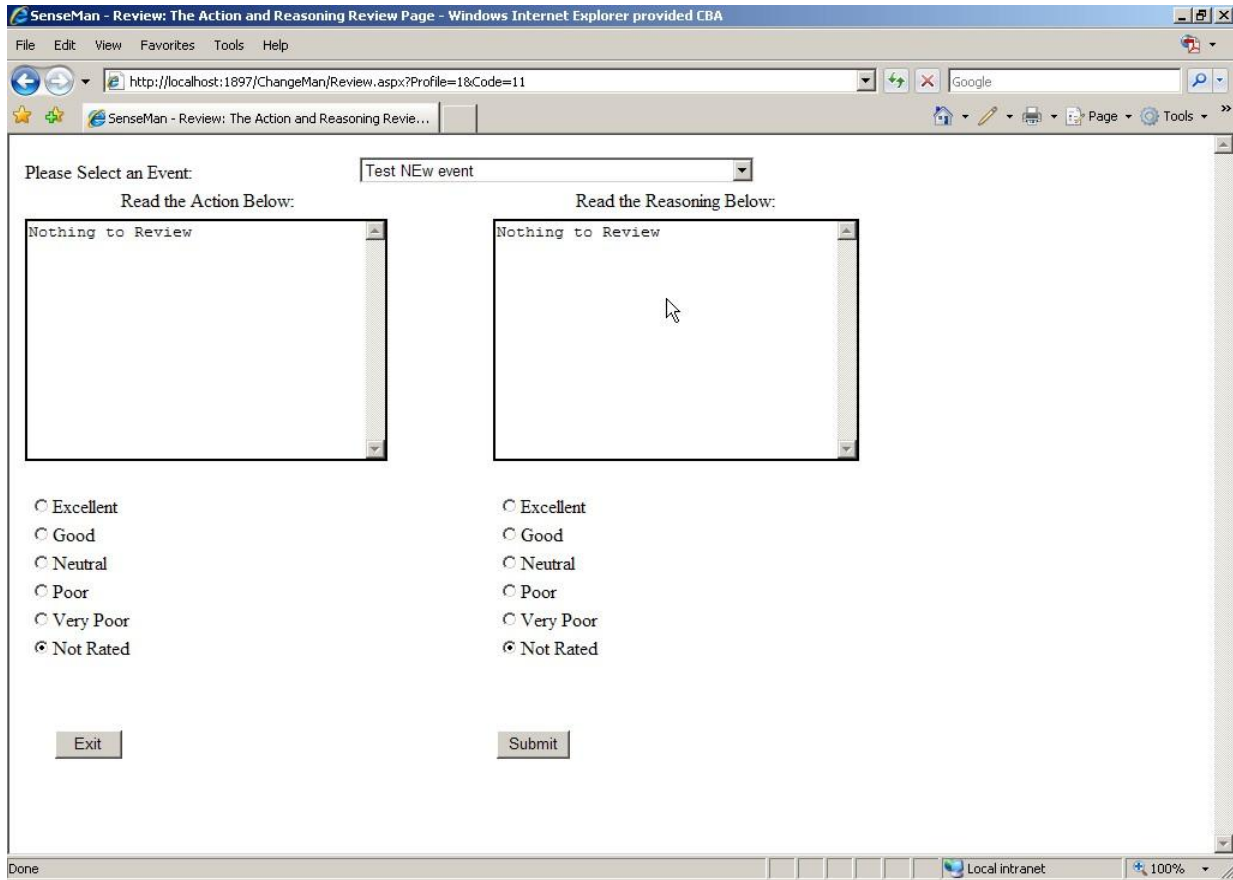 SenseMan - Review: The Action and Reasoning Review Page - Windows Internet Explorer provided CBA
File Edit View Favorites Tools Help
http://localhost:1897/ChangeMan/Review.aspx?Profile=1&Code=11 Google
SenseMan - Review: The Action and Reasoning Revie... Page Tools
Please Select an Event: Test NEw event
Read the Action Below: Read the Reasoning Below:
Nothing to Review Nothing to Review
Excellent Excellent
Good Good
Neutral Neutral
Poor Poor
Very Poor Very Poor
Not Rated Not Rated
Exit Submit
Done Local intranet 100%